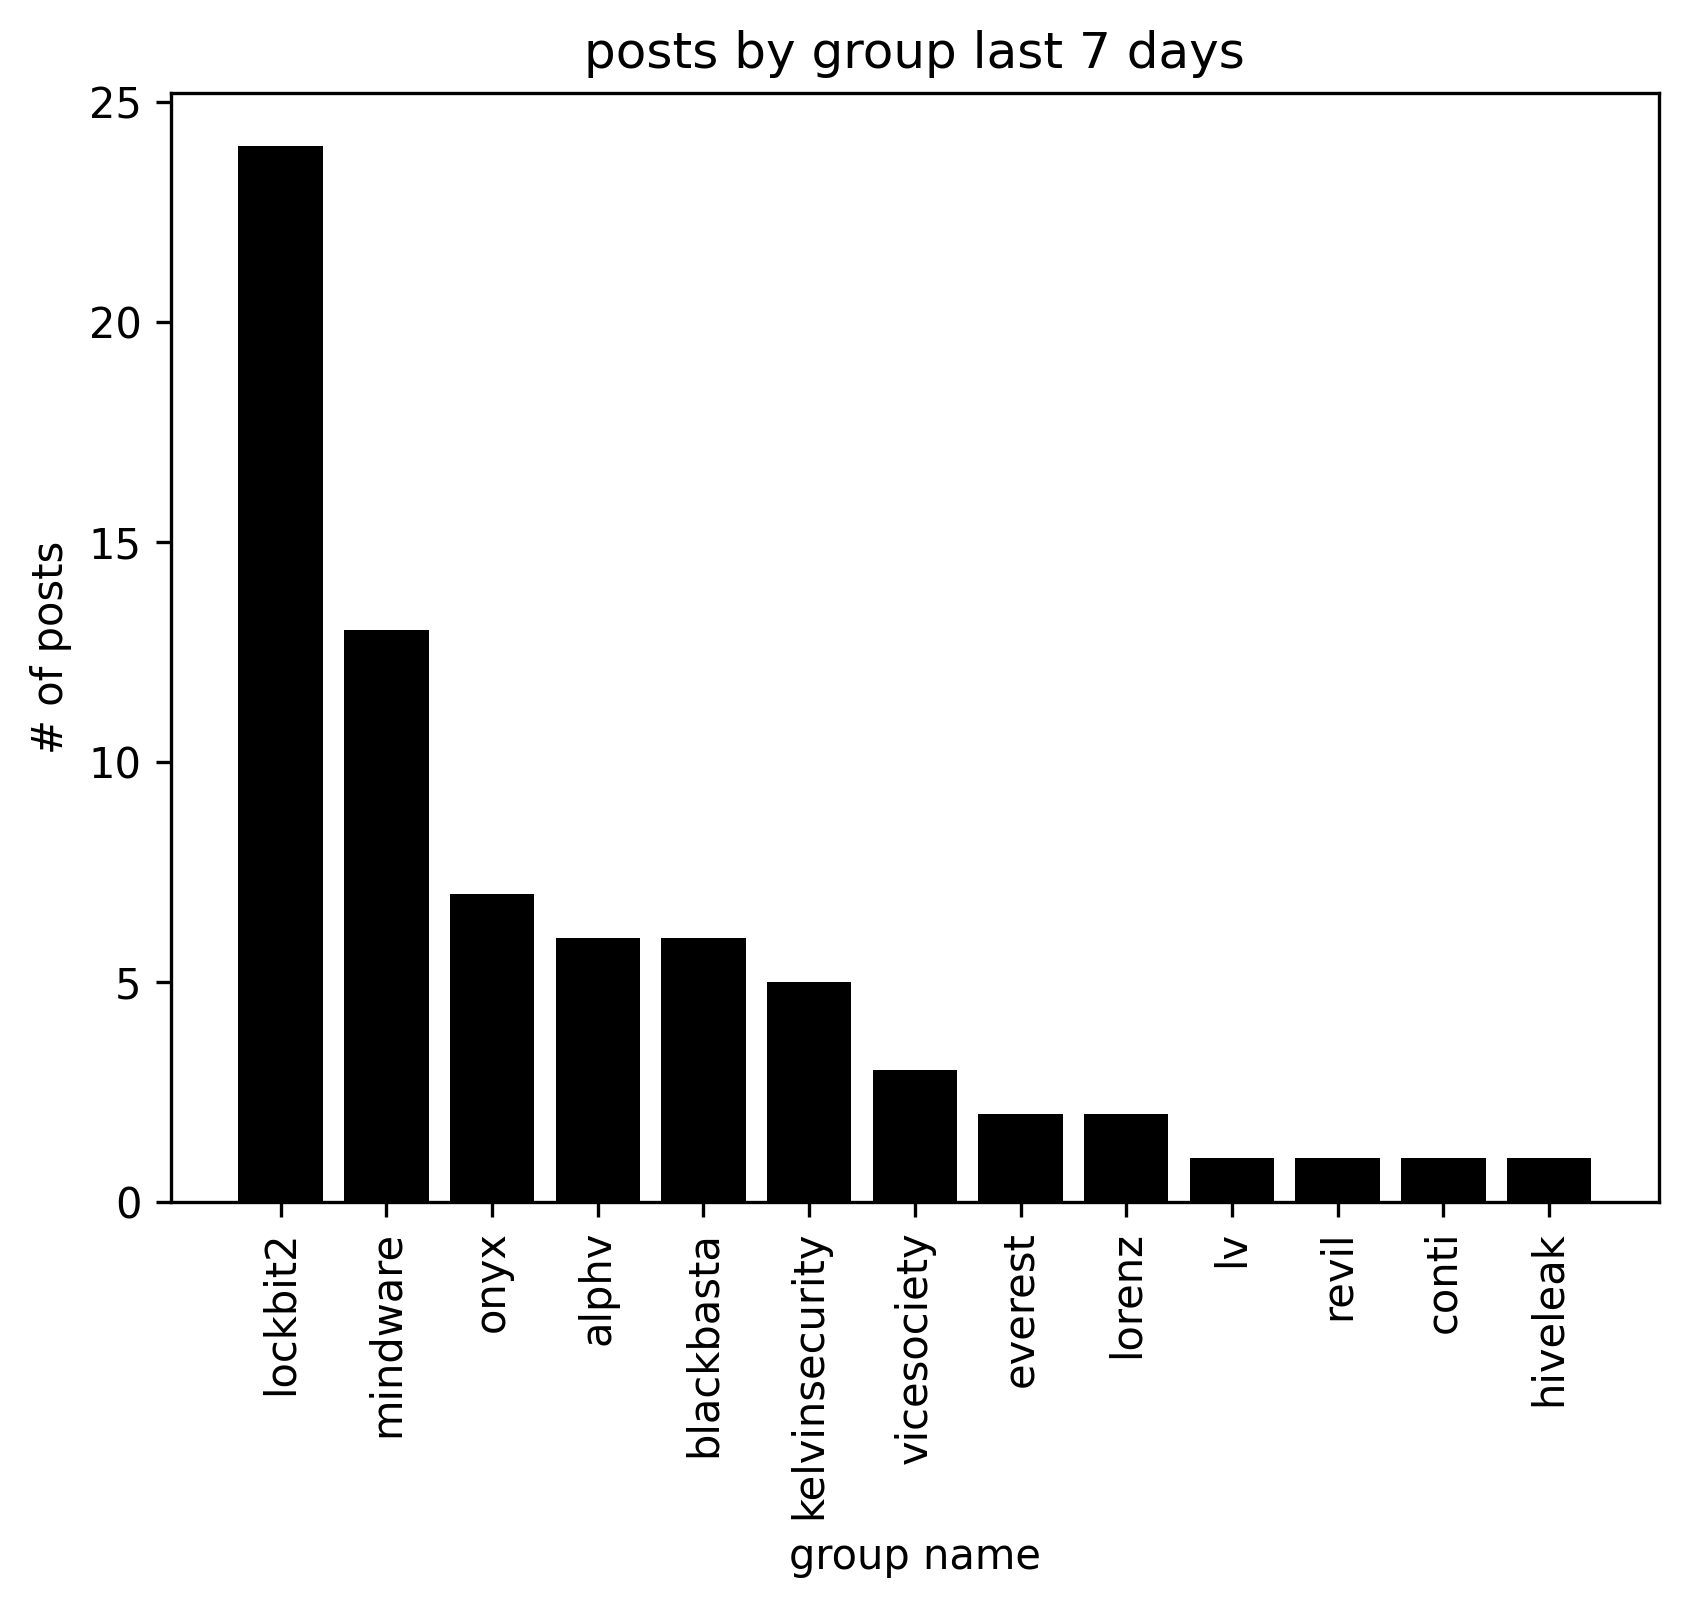 posts by group last 7 days
25
20
15
10
5
0
# of posts
lockbit2
mindware
onyx
alphv
blackbasta
kelvinsecurity
vicesociety
everest
lorenz
lv
revil
conti
hiveleak
group name